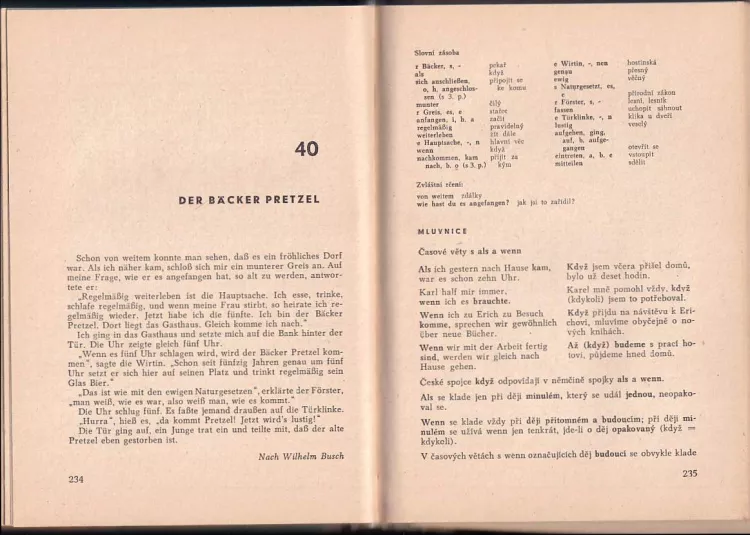 40
DER BÄCKER PRETZEL
Schon von weitem konnte man sehen, daß es ein fröhliches Dorf
war. Als ich näher kam, schloß sich mir ein munterer Greis an. Auf
meine Frage, wie er es angefangen hat, so alt zu werden, antwor-
tete er:
„Regelmäßig weiterleben ist die Hauptsache. Ich esse, trinke,
schlafe regelmäßig, und wenn meine Frau stirbt, so heirate ich re-
gelmäßig wieder. Jetzt habe ich die fünfte. Ich bin der Bäcker
Pretzel. Dort liegt das Gasthaus. Gleich komme ich nach."
Ich ging in das Gasthaus und setzte mich auf die Bank hinter der
Tür. Die Uhr zeigte gleich fünf Uhr.
„Wenn es fünf Uhr schlagen wird, wird der Bäcker Pretzel kom-
men", sagte die Wirtin. „Schon seit fünfzig Jahren genau um fünf
Uhr setzt er sich hier auf seinen Platz und trinkt regelmäßig sein
Glas Bier."
„Das ist wie mit den ewigen Naturgesetzen", erklärte der Förster,
„man weiß, wie es war, also weiß man, wie es kommt."
Die Uhr schlug fünf. Es faßte jemand draußen auf die Türklinke.
„Hurra", hieß es, „da kommt Pretzel! Jetzt wird's lustig!"
Die Tür ging auf, ein Junge trat ein und teilte mit, daß der alte
Pretzel eben gestorben ist.
Nach Wilhelm Busch
234
Slovní zásoba
r Bäcker, s, - pekař
als když
sich anschließen, připojit se
o, h. angeschlos- ke komu
sen (s 3. p.)
munter čilý
r Greis, es, e stařec
anfangen, i, h. a začít
regelmäßig pravidelný
weiterleben žít dále
e Hauptsache, -, n hlavní věc
wenn když
nachkommen, kam přijít za
nach, b. o (s 3. p.) kým
e Wirtin, -, nen hostinská
genau přesný
ewig věčný
s Naturgesetzt, es,
e přírodní zákon
r Förster, s, - lesní, lesník
fassen uchopit sáhnout
e Türklinke, -, n klika u dveří
lustig veselý
aufgehen, ging,
auf, b. aufge-
gangen otevřít se
eintreten, a, b. e vstoupit
mitteilen sdělit
Zvláštní rčení:
von weitem zdálky
wie hast du es angefangen? jak jsi to zařídil?
MLUVNICE
Časové věty s als a wenn
Als ich gestern nach Hause kam,
war es schon zehn Uhr.
Když jsem včera přišel domů,
bylo už deset hodin.
Karl half mir immer,
wenn ich es brauchte.
Karel mně pomohl vždy, když
(kdykoli) jsem to potřeboval.
Wenn ich zu Erich zu Besuch
komme, sprechen wir gewöhnlich
über neue Bücher.
Když přijdu na návštěvu k Eri-
chovi, mluvíme obyčejně o no-
vých knihách.
Wenn wir mit der Arbeit fertig
sind, werden wir gleich nach
Hause gehen.
Až (když) budeme s prací ho-
tovi, půjdeme hned domů.
České spojce když odpovídají v němčině spojky als a wenn.
Als se klade jen při ději minulém, který se udál jednou, neopako-
val se.
Wenn se klade vždy při ději přítomném a budoucím; při ději mi-
nulém se užívá wenn jen tenkrát, jde-li o děj opakovaný (když =
kdykoli).
V časových větách s wenn označujících děj budoucí se obvykle klade
235